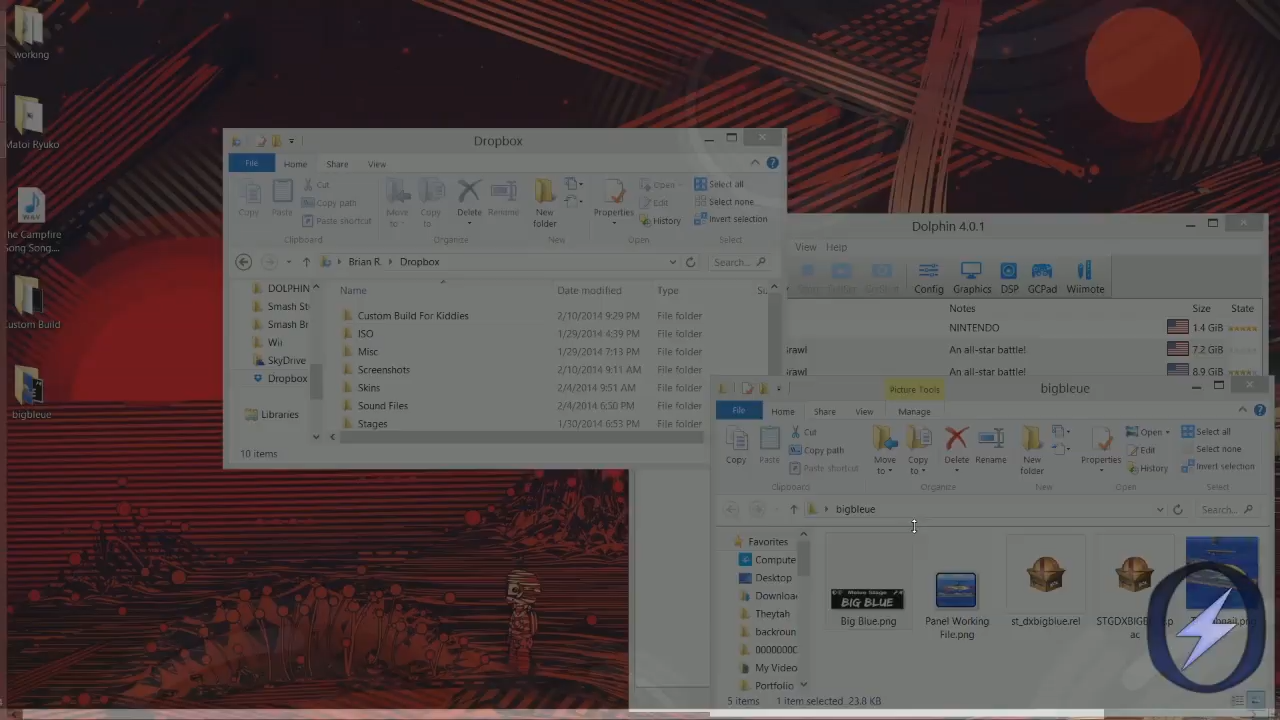 working
Matoi Ryuko
The Campfire
Song Song....
Custom Build
bigbleue
Dropbox
File
Home
Share
View
Copy
Paste
Cut
Copy path
Paste shortcut
Move
to
Copy
to
Delete
Rename
New
folder
Properties
Open
Edit
History
Select all
Select none
Invert selection
Clipboard
Organise
New
Open
Select
Brian R.
Dropbox
Search...
DOLPHIN
Smash St
Smash Br
Wii
SkyDrive
Dropbox
Libraries
Name
Date modified
Type
Custom Build For Kiddies
2/10/2014 9:29 PM
File folder
ISO
1/29/2014 4:39 PM
File folder
Misc
1/29/2014 7:13 PM
File folder
Screenshots
2/10/2014 9:11 AM
File folder
Skins
2/4/2014 9:51 AM
File folder
Sound Files
2/4/2014 6:50 PM
File folder
Stages
1/30/2014 6:53 PM
File folder
10 items
Dolphin 4.0.1
View
Help
Config
Graphics
DSP
GCPad
Wiimote
Notes
Size
State
NINTENDO
1.4 GiB
An all-star battle!
7.2 GiB
An all-star battle!
8.9 GiB
Picture Tools
bigbleue
File
Home
Share
View
Manage
Copy
Paste
Cut
Copy path
Paste shortcut
Move
to
Copy
to
Delete
Rename
New
folder
Properties
Open
Edit
History
Select all
Select none
Invert selection
Clipboard
Organize
New
Open
Select
bigbleue
Search...
Favorites
Compute
Desktop
Downloa
Theytah
backroun
My Video
Portfolio
BIG BLUE
Big Blue.png
Panel Working
File.png
st_dxbigblue.rel
5 items
1 item selected
23.8 KB